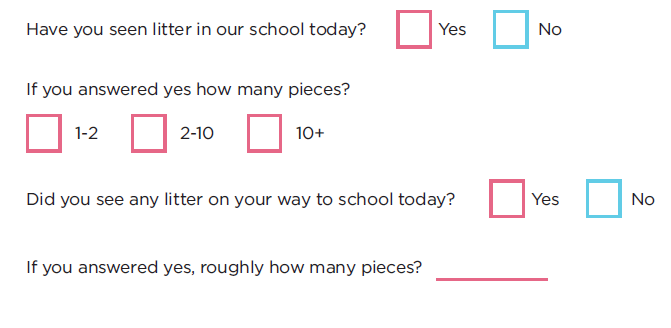 Have you seen litter in our school today? Yes No
If you answered yes how many pieces?
1-2 2-10 10+
Did you see any litter on your way to school today? Yes No
If you answered yes, roughly how many pieces?